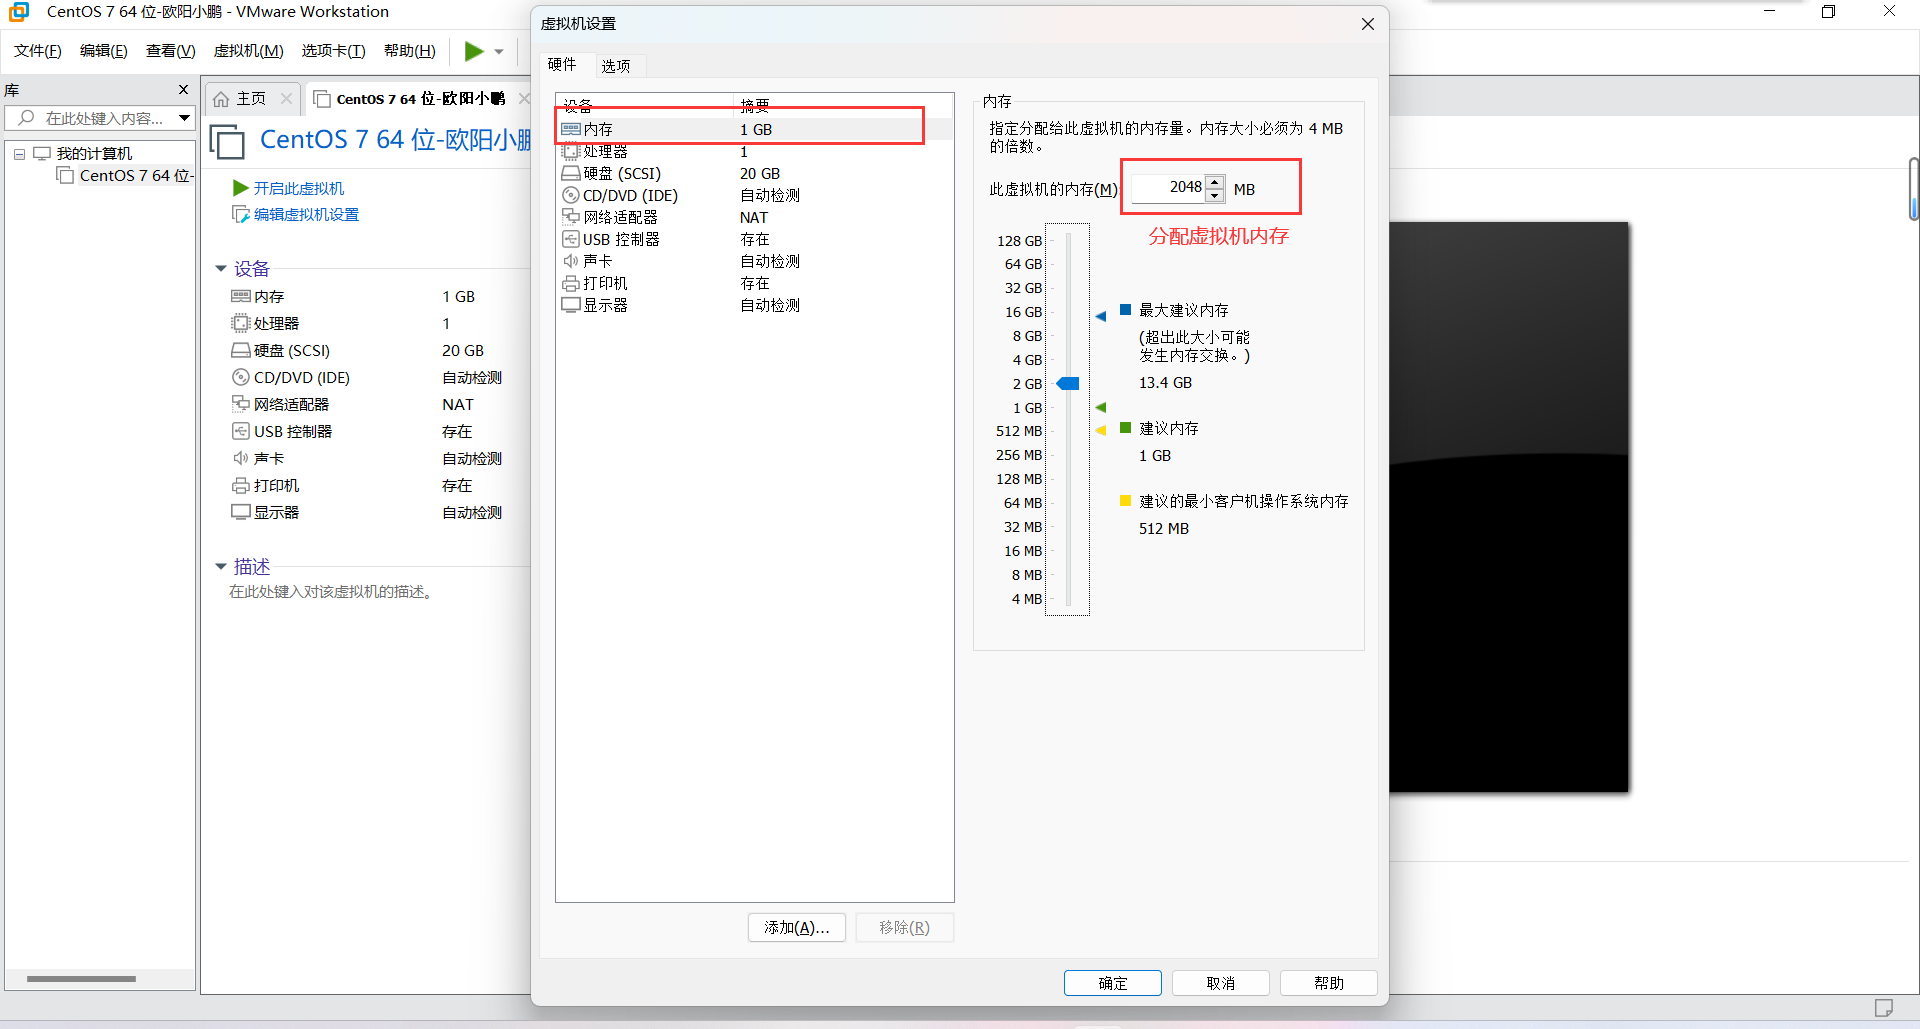 CentOS 7 64 位-欧阳小鹏 - VMware Workstation
文件(F) 编辑(E) 查看(V) 虚拟机(M) 选项卡(T) 帮助(H)
库
在此处键入内容...
我的计算机
CentOS 7 64 位-
主页
CentOS 7 64 位-欧阳小鹏
CentOS 7 64 位-欧阳小鹏
开启此虚拟机
编辑虚拟机设置
设备
内存 1 GB
处理器 1
硬盘 (SCSI) 20 GB
CD/DVD (IDE) 自动检测
网络适配器 NAT
USB 控制器 存在
声卡 自动检测
打印机 存在
显示器 自动检测
描述
在此处键入对该虚拟机的描述。
虚拟机设置
硬件 选项
设备 摘要
内存 1 GB
处理器 1
硬盘 (SCSI) 20 GB
CD/DVD (IDE) 自动检测
网络适配器 NAT
USB 控制器 存在
声卡 自动检测
打印机 存在
显示器 自动检测
添加(A)... 移除(R)
内存
指定分配给此虚拟机的内存量。内存大小必须为 4 MB
的倍数。
此虚拟机的内存(M) 2048 MB
分配虚拟机内存
128 GB
64 GB
32 GB
16 GB
8 GB
4 GB
2 GB
1 GB
512 MB
256 MB
128 MB
64 MB
32 MB
16 MB
8 MB
4 MB
最大建议内存
(超出此大小可能
发生内存交换。)
13.4 GB
建议内存
1 GB
建议的最小客户机操作系统内存
512 MB
确定 取消 帮助